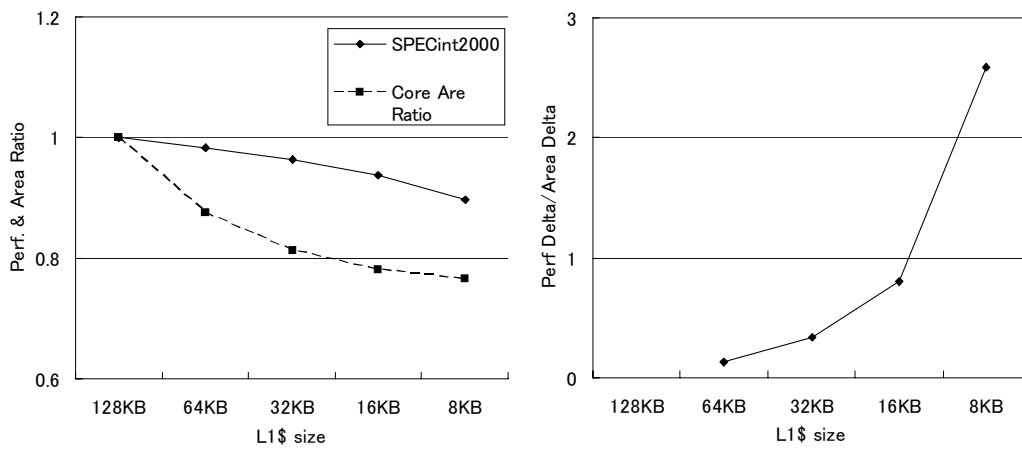 1.2
1
0.8
0.6
Perf. & Area Ratio
SPECint2000
Core Are
Ratio
128KB 64KB 32KB 16KB 8KB
L1$ size
3
2
1
0
Perf Delta/Area Delta
128KB 64KB 32KB 16KB 8KB
L1$ size